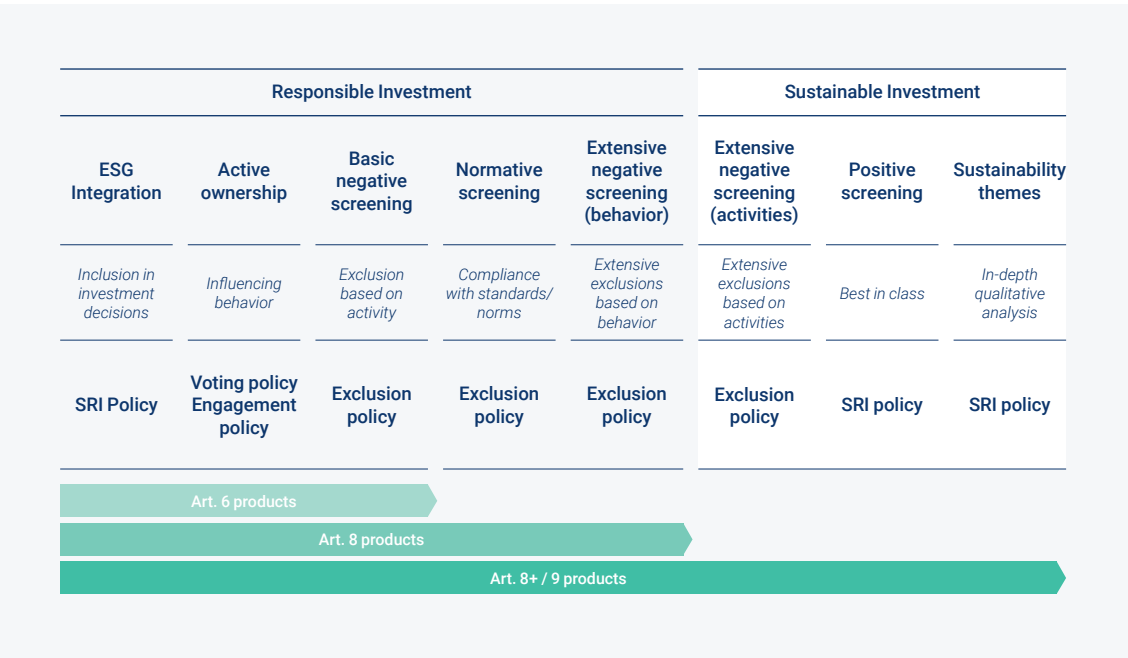 Responsible Investment
Sustainable Investment
ESG
Integration
Active
ownership
Basic
negative
screening
Normative
screening
Extensive
negative
screening
(behavior)
Extensive
negative
screening
(activities)
Positive
screening
Sustainability
themes
Inclusion in
investment
decisions
Influencing
behavior
Exclusion
based on
activity
Compliance
with standards/
norms
Extensive
exclusions
based on
behavior
Extensive
exclusions
based on
activities
Best in class
In-depth
qualitative
analysis
SRI Policy
Voting policy
Engagement
policy
Exclusion
policy
Exclusion
policy
Exclusion
policy
Exclusion
policy
SRI policy
SRI policy
Art. 6 products
Art. 8 products
Art. 8+ / 9 products